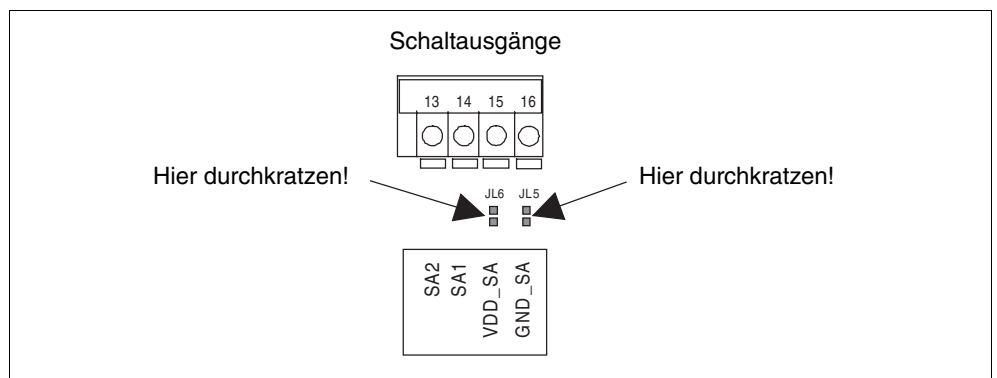 Schaltausgänge
13 14 15 16
Hier durchkratzen!
Hier durchkratzen!
JL6 JL5
SA2
SA1
VDD_SA
GND_SA